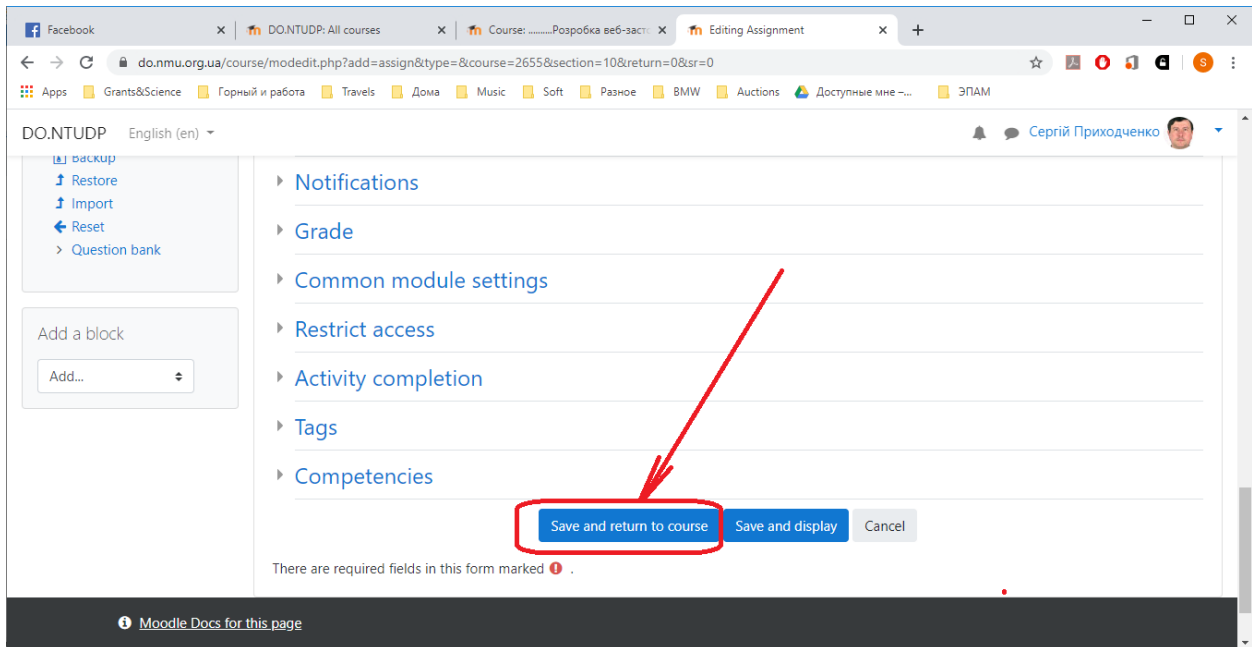 Facebook
DO.NTUDP: All courses
Course: .........Розробка веб-заст
Editing Assignment
do.nmu.org.ua/course/modedit.php?add=assign&type=&course=2655&section=10&return=0&sr=0
Apps Grants&Science Горный и работа Travels Дома Music Soft Разное BMW Auctions Доступные мне –... ЭПАМ
DO.NTUDP English (en) Сергій Приходченко
Backup
Restore
Import
Reset
Question bank
Add a block
Add...
Notifications
Grade
Common module settings
Restrict access
Activity completion
Tags
Competencies
Save and return to course Save and display Cancel
There are required fields in this form marked .
Moodle Docs for this page